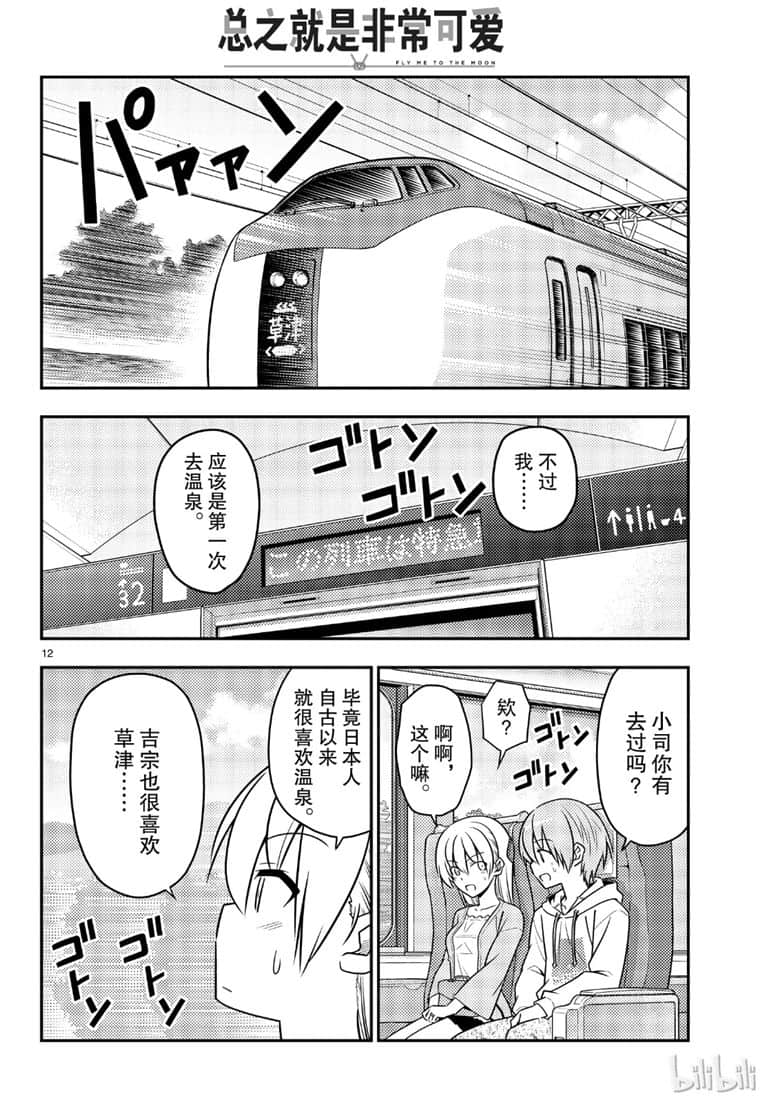 总之就是非常可爱
FLY ME TO THE MOON
パァァァン
草津
ゴトン
ゴトン
不过
我……
应该是第一次
去温泉。
この列車は特急
4
32
12
小司你有
去过吗？
欸？
啊啊，
这个嘛。
ゴトン
ゴトン
毕竟日本人
自古以来
就很喜欢温泉。
吉宗也很喜欢
草津……
ゴトン
ゴトン
bilibili